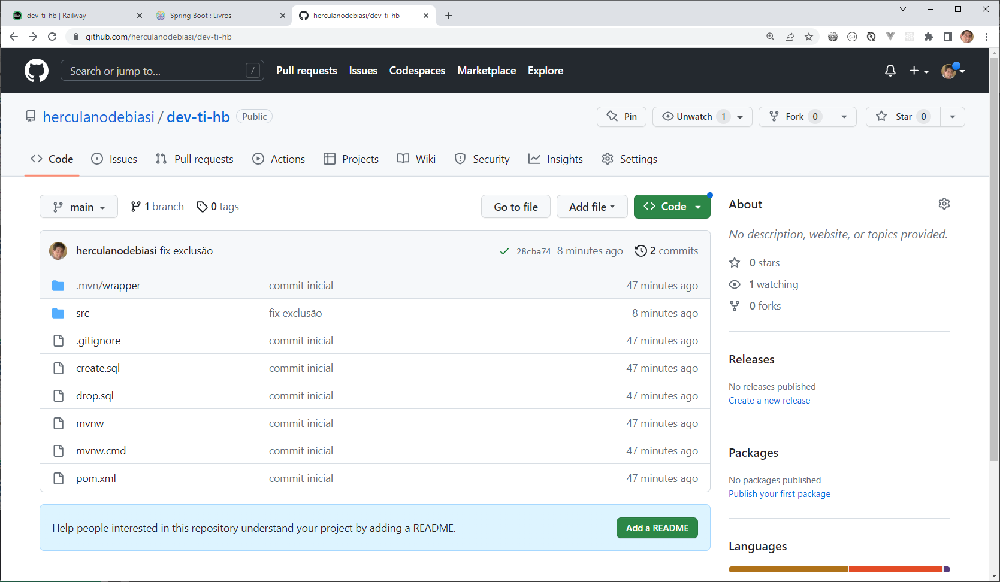 dev-ti-hb | Railway
Spring Boot : Livros
herculanodebiasi/dev-ti-hb
github.com/herculanodebiasi/dev-ti-hb
Search or jump to... /
Pull requests Issues Codespaces Marketplace Explore
herculanodebiasi / dev-ti-hb Public
Pin Unwatch 1 Fork 0 Star 0
Code Issues Pull requests Actions Projects Wiki Security Insights Settings
main 1 branch 0 tags Go to file Add file Code
herculanodebiasi fix exclusão 28cba74 8 minutes ago 2 commits
.mvn/wrapper commit inicial 47 minutes ago
src fix exclusão 8 minutes ago
.gitignore commit inicial 47 minutes ago
create.sql commit inicial 47 minutes ago
drop.sql commit inicial 47 minutes ago
mvnw commit inicial 47 minutes ago
mvnw.cmd commit inicial 47 minutes ago
pom.xml commit inicial 47 minutes ago
Help people interested in this repository understand your project by adding a README. Add a README
About
No description, website, or topics provided.
0 stars
1 watching
0 forks
Releases
No releases published
Create a new release
Packages
No packages published
Publish your first package
Languages